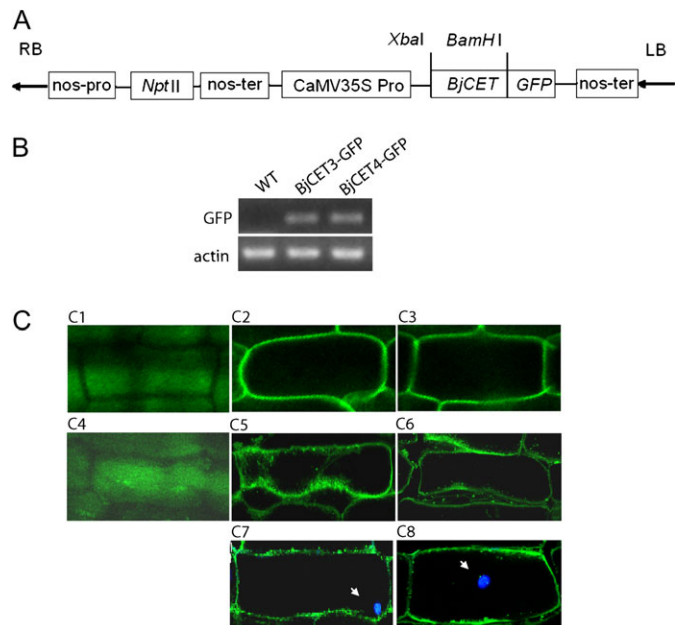 A
RB
XbaI
BamHI
LB
nos-pro
NptII
nos-ter
CaMV35S Pro
BjCET
GFP
nos-ter
B
WT
BjCET3-GFP
BjCET4-GFP
GFP
actin
C
C1
C2
C3
C4
C5
C6
C7
C8